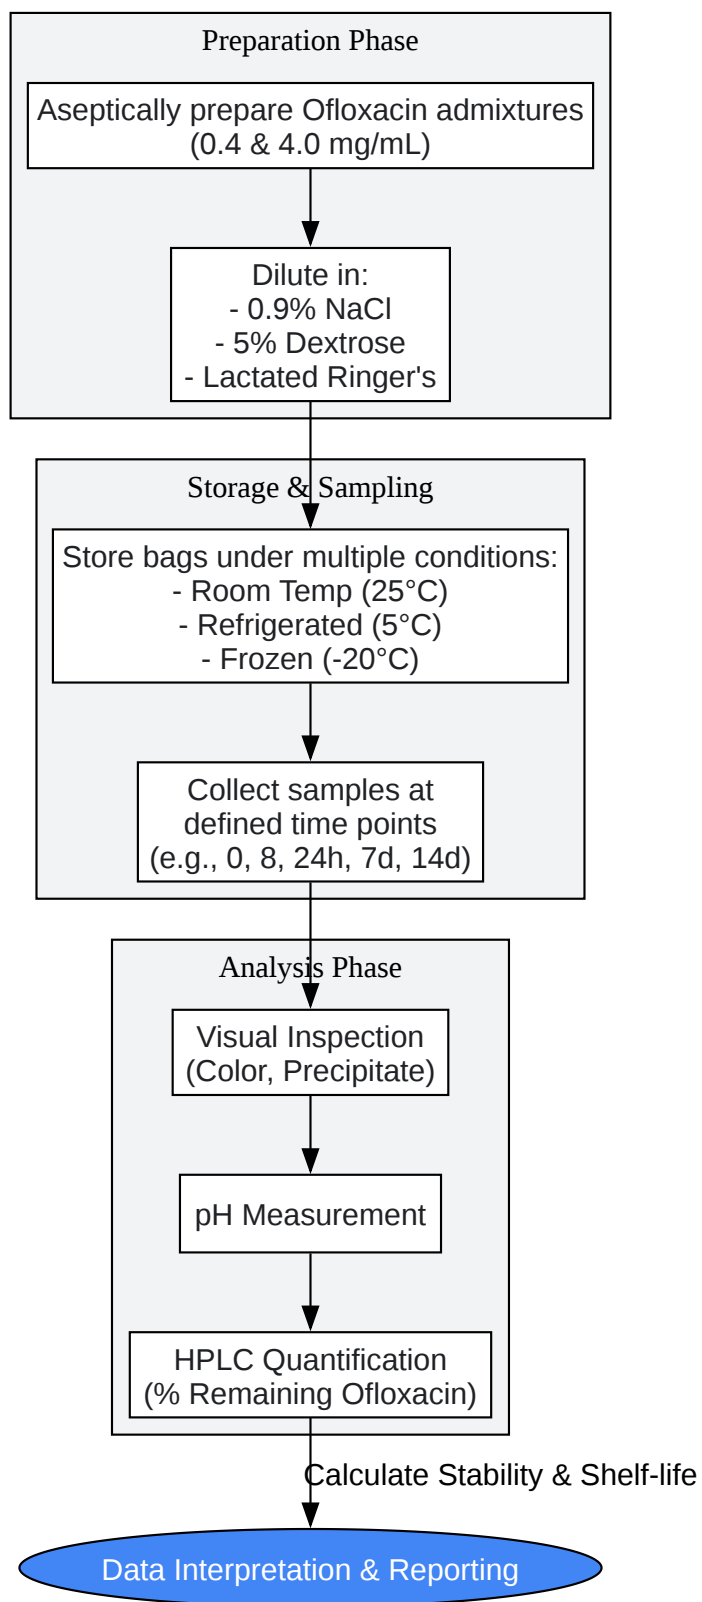 Preparation Phase
Aseptically prepare Ofloxacin admixtures
(0.4 & 4.0 mg/mL)
Dilute in:
- 0.9% NaCl
- 5% Dextrose
- Lactated Ringer's
Storage & Sampling
Store bags under multiple conditions:
- Room Temp (25°C)
- Refrigerated (5°C)
- Frozen (-20°C)
Collect samples at
defined time points
(e.g., 0, 8, 24h, 7d, 14d)
Analysis Phase
Visual Inspection
(Color, Precipitate)
pH Measurement
HPLC Quantification
(% Remaining Ofloxacin)
Calculate Stability & Shelf-life
Data Interpretation & Reporting